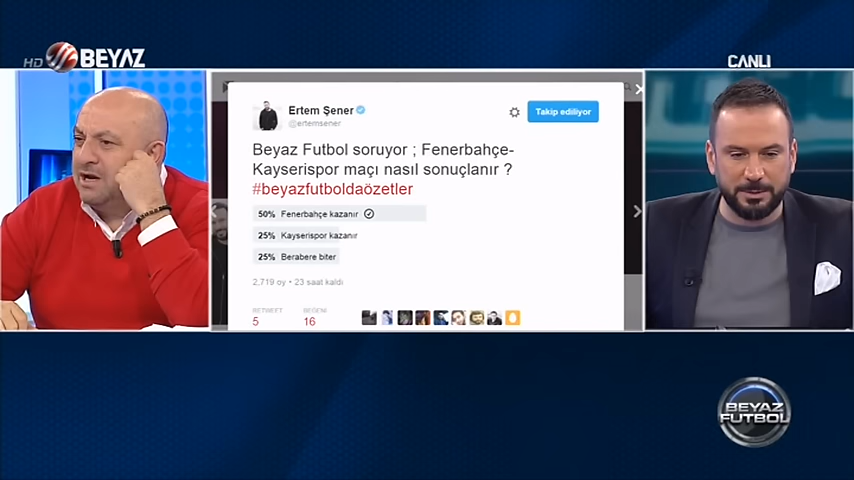 HD BEYAZ
CANLI
Ertem Şener
@ertemsener
Takip ediliyor
Beyaz Futbol soruyor ; Fenerbahçe-
Kayserispor maçı nasıl sonuçlanır ?
#beyazfutboldaözetler
50% Fenerbahçe kazanır
25% Kayserispor kazanır
25% Berabere biter
2.719 oy • 23 saat kaldı
RETWEET
BEĞENİ
5
16
BEYAZ
FUTBOL